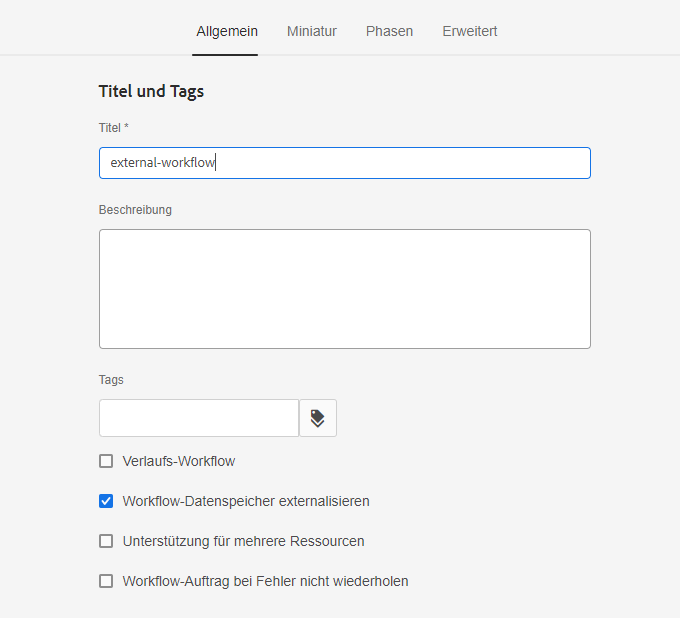 Allgemein Miniatur Phasen Erweitert
Titel und Tags
Titel *
external-workflow
Beschreibung
Tags
Verlaufs-Workflow
Workflow-Datenspeicher externalisieren
Unterstützung für mehrere Ressourcen
Workflow-Auftrag bei Fehler nicht wiederholen